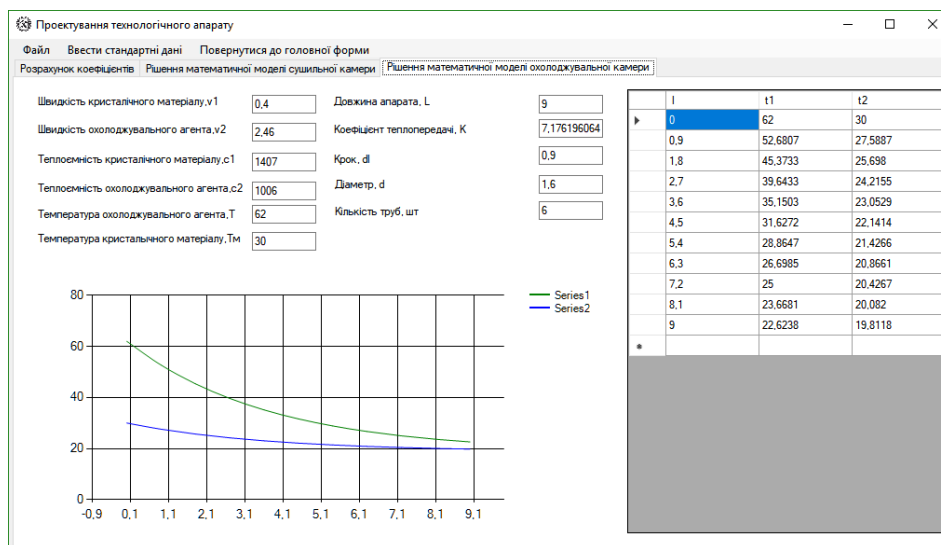 Проектування технологічного апарату
Файл Ввести стандартні дані Повернутися до головної форми
Розрахунок коефіцієнтів Рішення математичної моделі сушильної камери Рішення математичної моделі охолоджувальної камери
Швидкість кристалічного матеріалу,v1 0,4
Швидкість охолоджувального агента,v2 2,46
Теплоємність кристалічного матеріалу,c1 1407
Теплоємність охолоджувального агента,c2 1006
Температура охолоджувального агента,T 62
Температура кристалычного матеріалу,Тм 30
Довжина апарата, L 9
Коефіцієнт теплопередачі, К 7,176196064
Крок, dl 0,9
Діаметр, d 1,6
Кількість труб, шт 6
l t1 t2
0 62 30
0,9 52,6807 27,5887
1,8 45,3733 25,698
2,7 39,6433 24,2155
3,6 35,1503 23,0529
4,5 31,6272 22,1414
5,4 28,8647 21,4266
6,3 26,6985 20,8661
7,2 25 20,4267
8,1 23,6681 20,082
9 22,6238 19,8118
80
60
40
20
0
-0,9 0,1 1,1 2,1 3,1 4,1 5,1 6,1 7,1 8,1 9,1
Series1
Series2